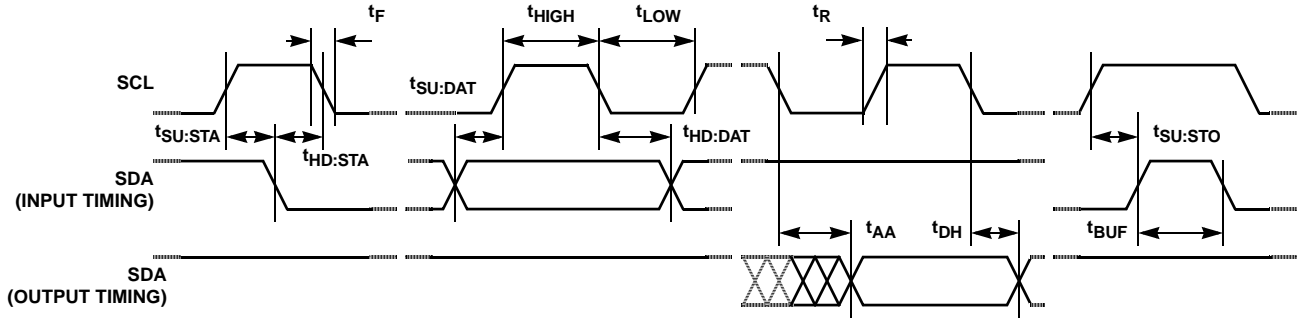 tF
tHIGH
tLOW
tR
SCL
tSU:DAT
tSU:STA
tHD:STA
tHD:DAT
tSU:STO
SDA
(INPUT TIMING)
tAA
tDH
tBUF
SDA
(OUTPUT TIMING)